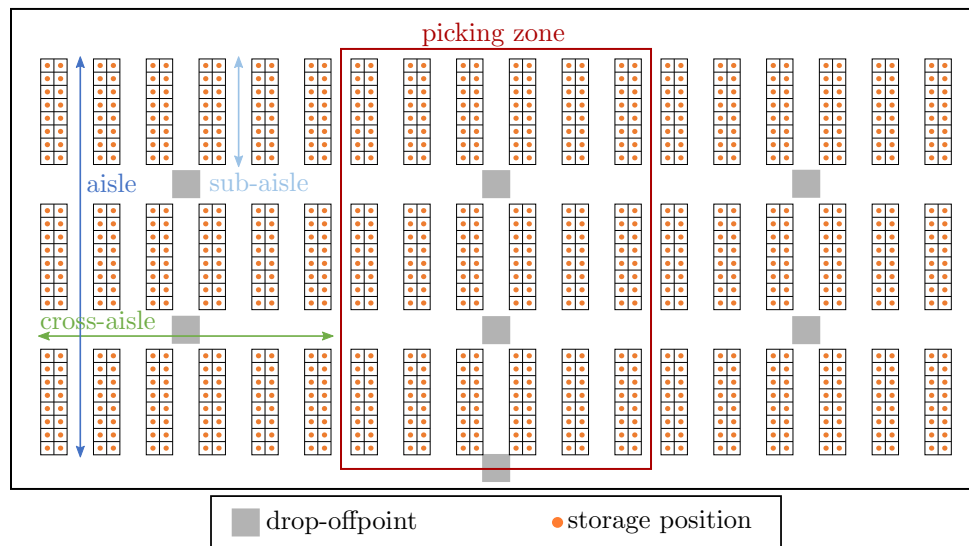 picking zone
aisle
sub-aisle
cross-aisle
drop-offpoint
storage position